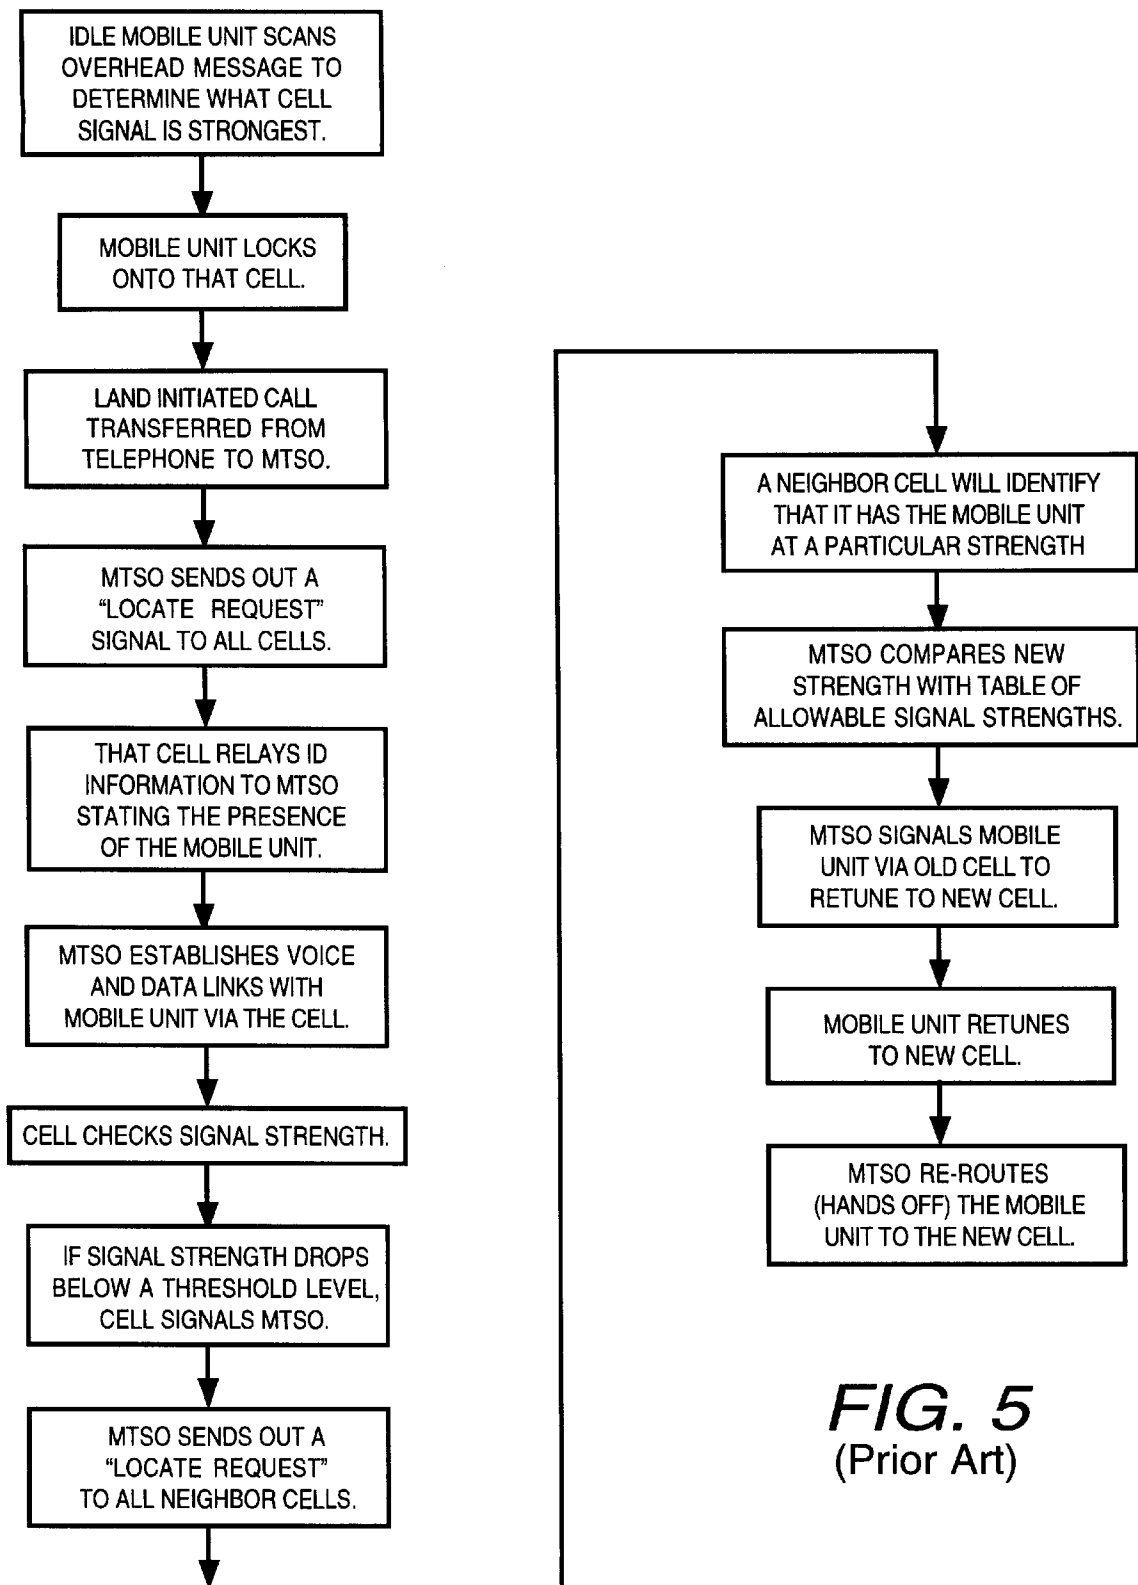 IDLE MOBILE UNIT SCANS
OVERHEAD MESSAGE TO
DETERMINE WHAT CELL
SIGNAL IS STRONGEST.
MOBILE UNIT LOCKS
ONTO THAT CELL.
LAND INITIATED CALL
TRANSFERRED FROM
TELEPHONE TO MTSO.
MTSO SENDS OUT A
“LOCATE REQUEST”
SIGNAL TO ALL CELLS.
THAT CELL RELAYS ID
INFORMATION TO MTSO
STATING THE PRESENCE
OF THE MOBILE UNIT.
MTSO ESTABLISHES VOICE
AND DATA LINKS WITH
MOBILE UNIT VIA THE CELL.
CELL CHECKS SIGNAL STRENGTH.
IF SIGNAL STRENGTH DROPS
BELOW A THRESHOLD LEVEL,
CELL SIGNALS MTSO.
MTSO SENDS OUT A
“LOCATE REQUEST”
TO ALL NEIGHBOR CELLS.
A NEIGHBOR CELL WILL IDENTIFY
THAT IT HAS THE MOBILE UNIT
AT A PARTICULAR STRENGTH
MTSO COMPARES NEW
STRENGTH WITH TABLE OF
ALLOWABLE SIGNAL STRENGTHS.
MTSO SIGNALS MOBILE
UNIT VIA OLD CELL TO
RETUNE TO NEW CELL.
MOBILE UNIT RETUNES
TO NEW CELL.
MTSO RE-ROUTES
(HANDS OFF) THE MOBILE
UNIT TO THE NEW CELL.
FIG. 5
(Prior Art)